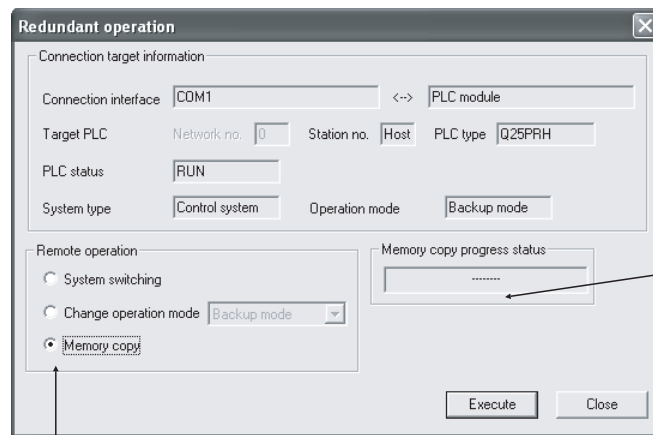 Redundant operation
Connection target information
Connection interface COM1 <--> PLC module
Target PLC Network no. 0 Station no. Host PLC type Q25PRH
PLC status RUN
System type Control system Operation mode Backup mode
Remote operation
System switching
Change operation mode Backup mode
Memory copy
Memory copy progress status
--------
Execute Close